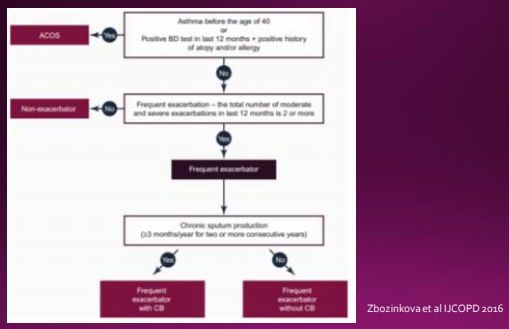 Asthma before the age of 40
or
Positive BD test in last 12 months + positive history
of atopy and/or allergy
Yes
ACOS
No
Frequent exacerbation – the total number of moderate
and severe exacerbations in last 12 months is 2 or more
No
Non-exacerbator
Yes
Frequent exacerbator
Chronic sputum production
(≥3 months/year for two or more consecutive years)
Yes
No
Frequent
exacerbator
with CB
Frequent
exacerbator
without CB
Zbozinkova et al IJCOPD 2016